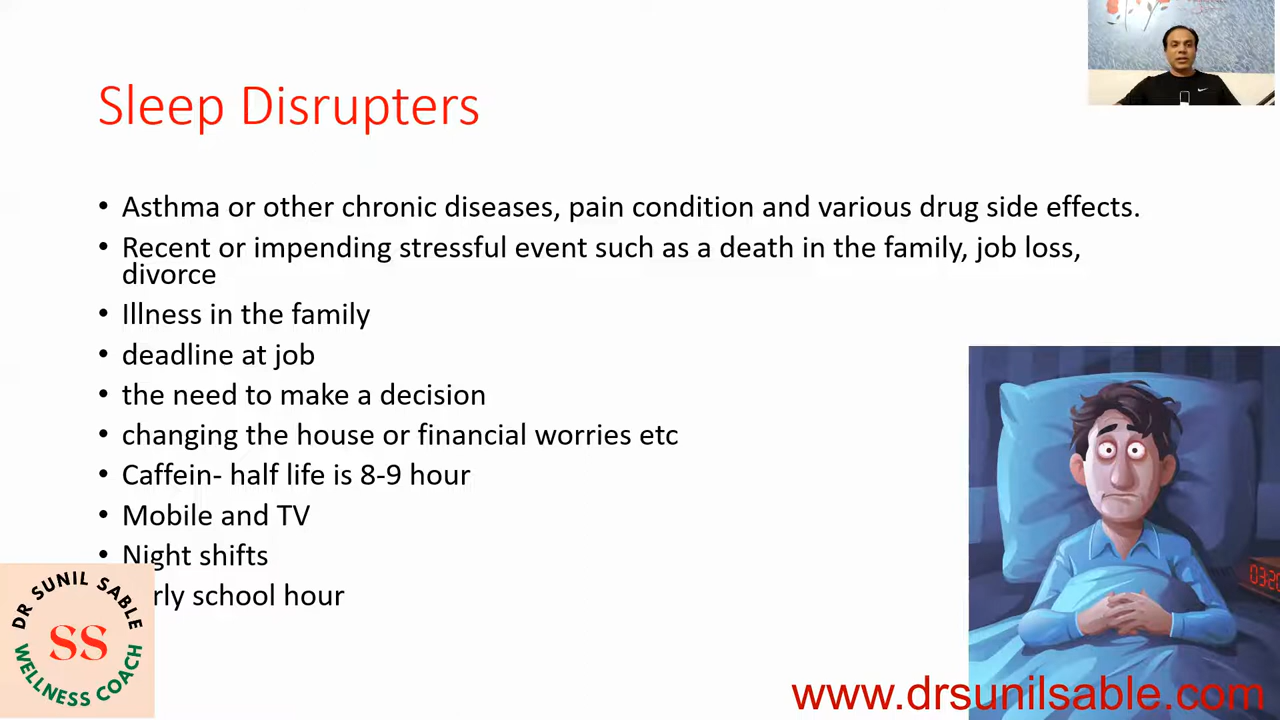 Sleep Disrupters
• Asthma or other chronic diseases, pain condition and various drug side effects.
• Recent or impending stressful event such as a death in the family, job loss,
divorce
• Illness in the family
• deadline at job
• the need to make a decision
• changing the house or financial worries etc
• Caffein- half life is 8-9 hour
• Mobile and TV
• Night shifts
school hour
DR SUNIL SABLE
SS
WELLNESS COACH
www.drsunilsable.com